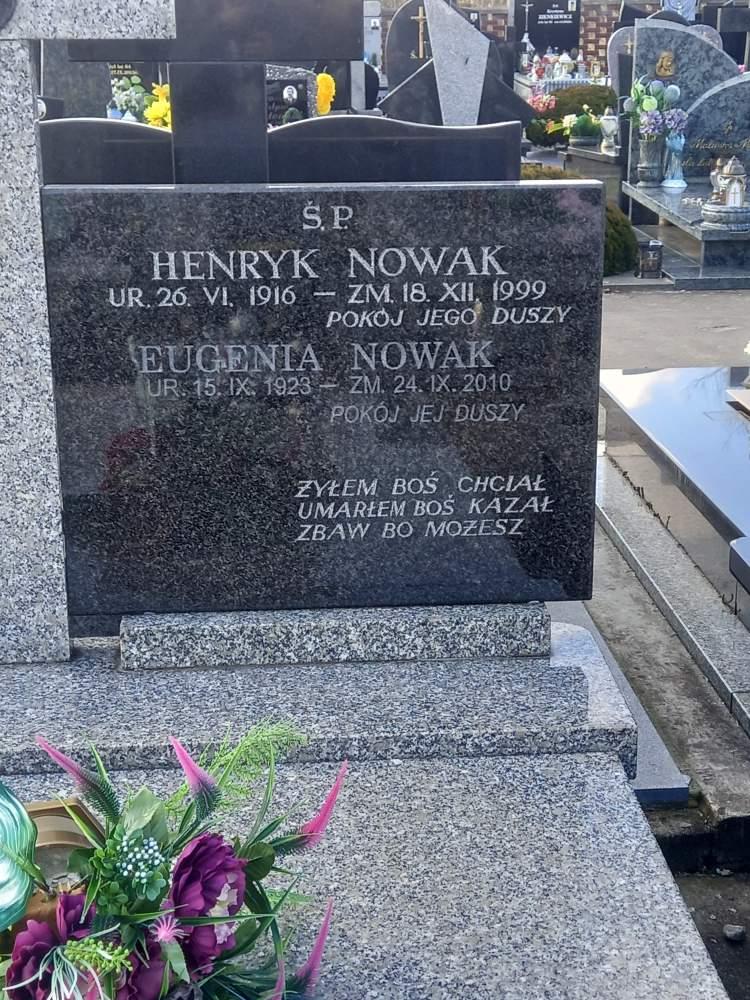 Ś.P.
HENRYK NOWAK
UR. 26. VI. 1916 – ZM. 18. XII. 1999
POKÓJ JEGO DUSZY
EUGENIA NOWAK
UR. 15. IX. 1923 – ZM. 24. IX. 2010
POKÓJ JEJ DUSZY
ŻYŁEM BOŚ CHCIAŁ
UMARŁEM BOŚ KAZAŁ
ZBAW BO MOŻESZ